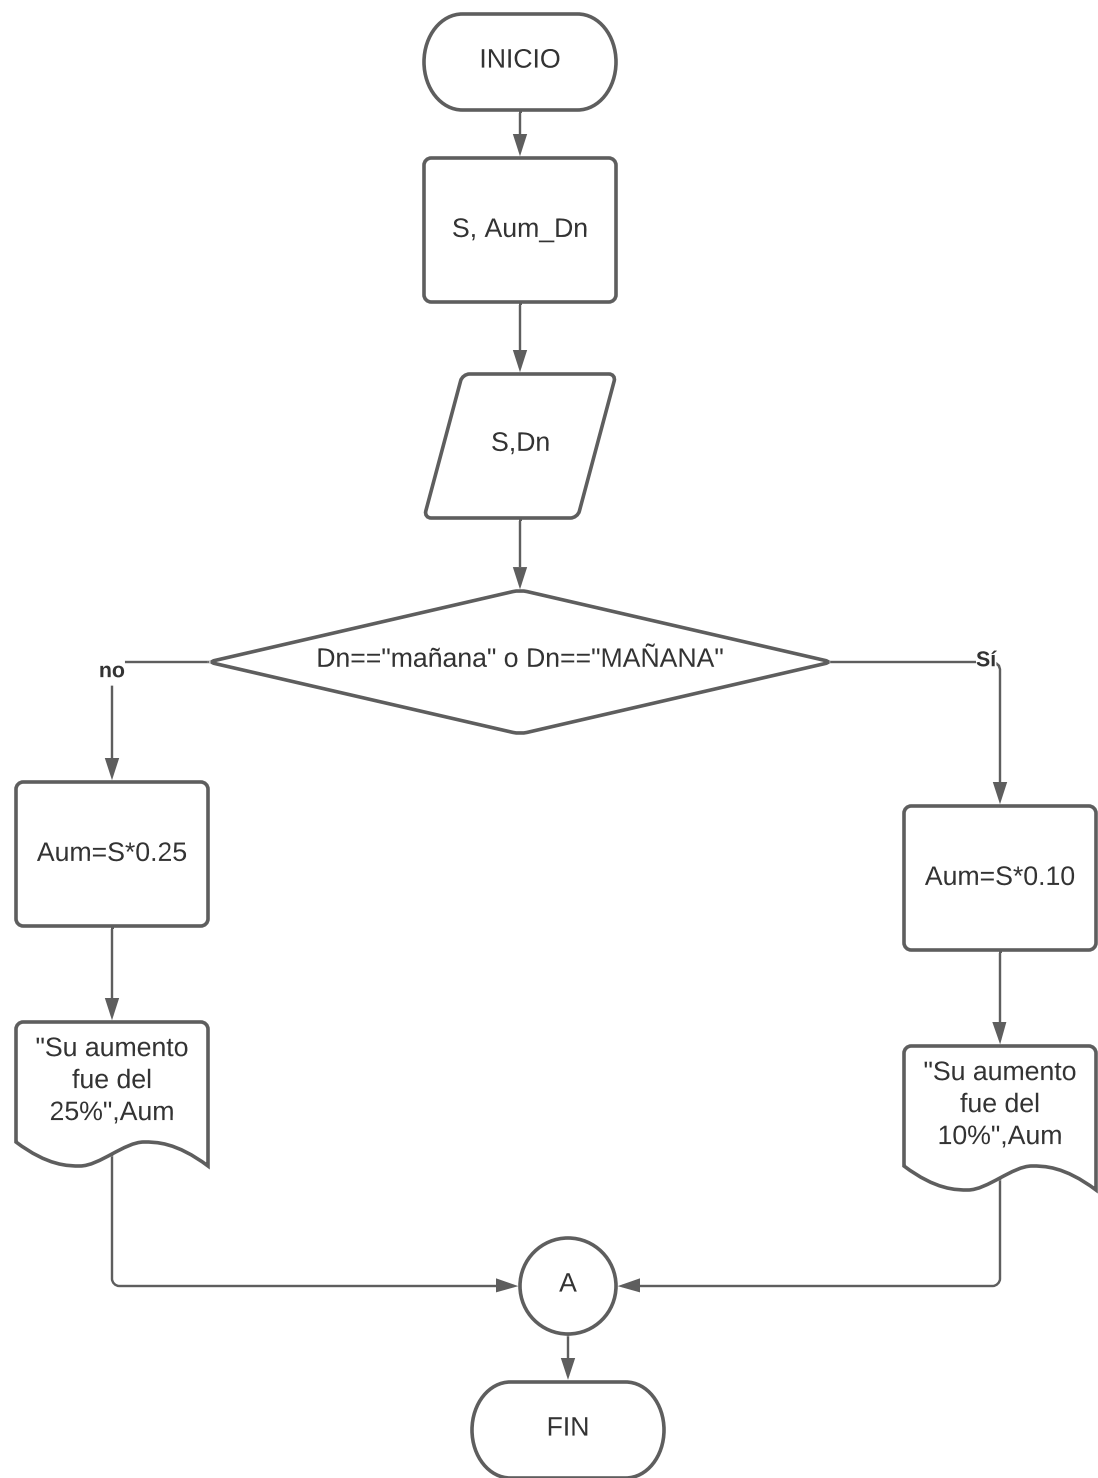 INICIO
S, Aum_Dn
S,Dn
Dn=="mañana" o Dn=="MAÑANA"
no
Sí
Aum=S*0.25
Aum=S*0.10
"Su aumento
fue del
25%",Aum
"Su aumento
fue del
10%",Aum
A
FIN